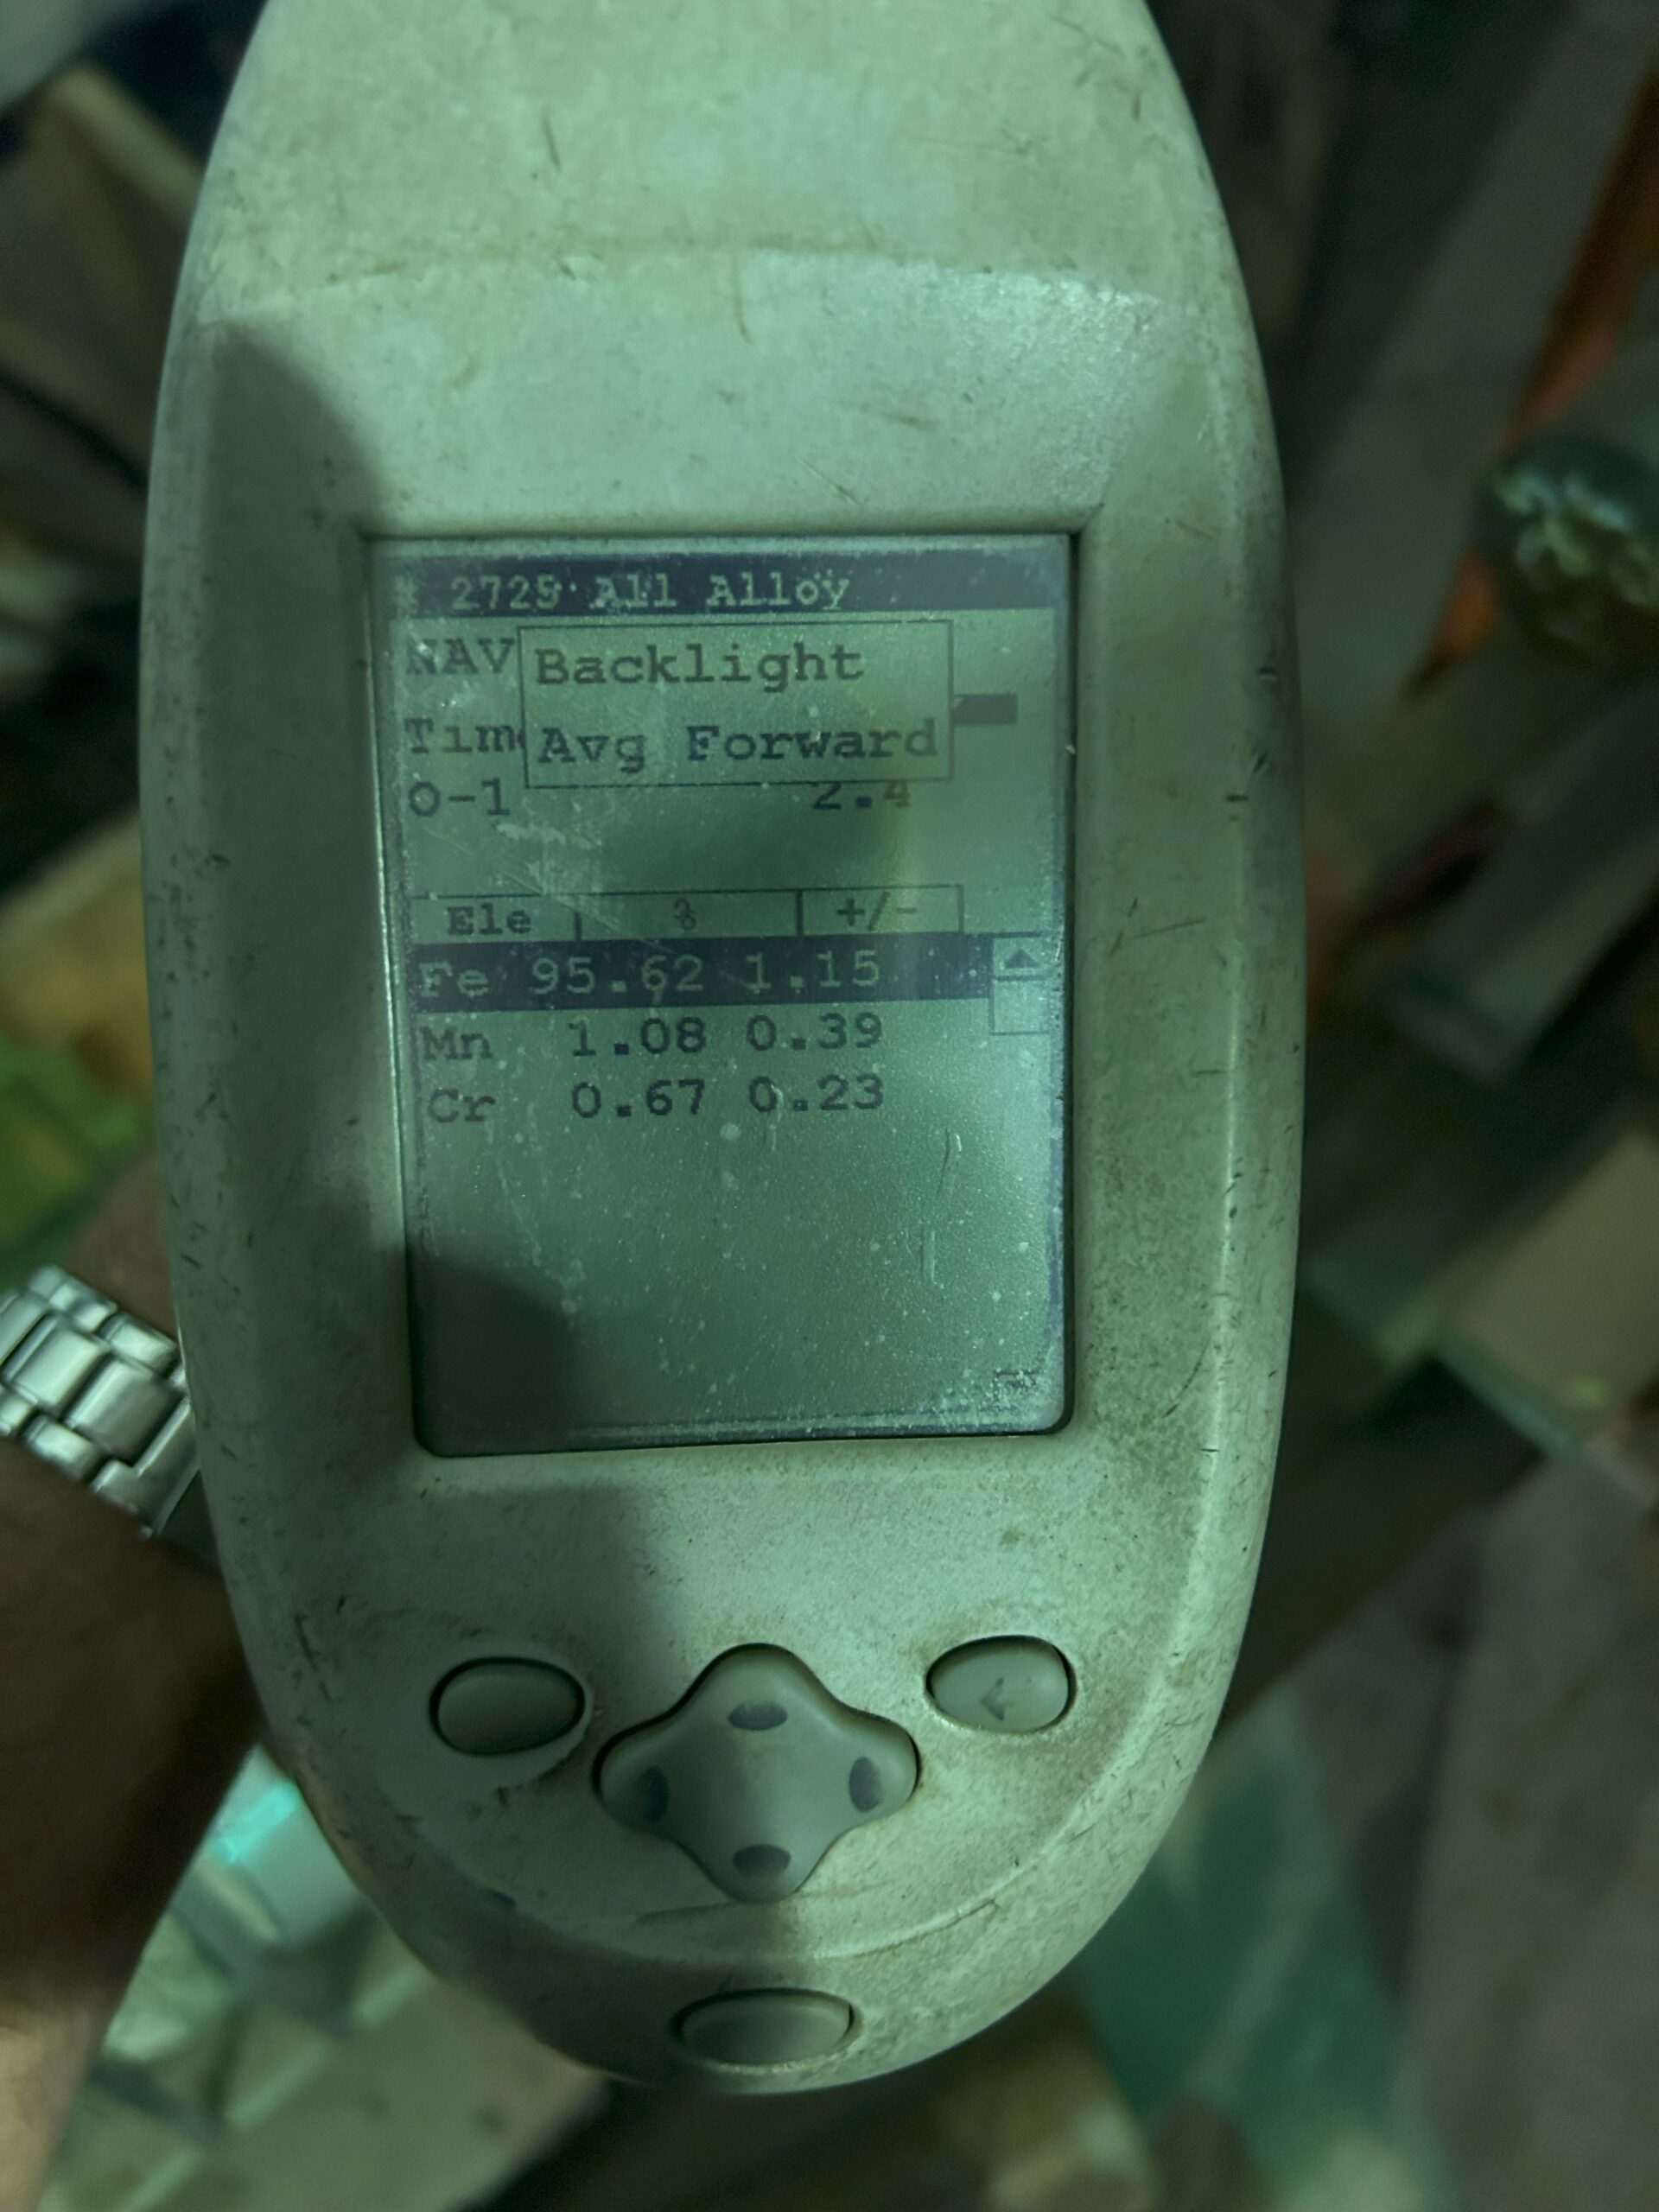 2729 All Alloy
NAV
Backlight
Tim
Avg Forward
O-1 2.4
Ele % +/-
Fe 95.62 1.15
Mn 1.08 0.39
Cr 0.67 0.23